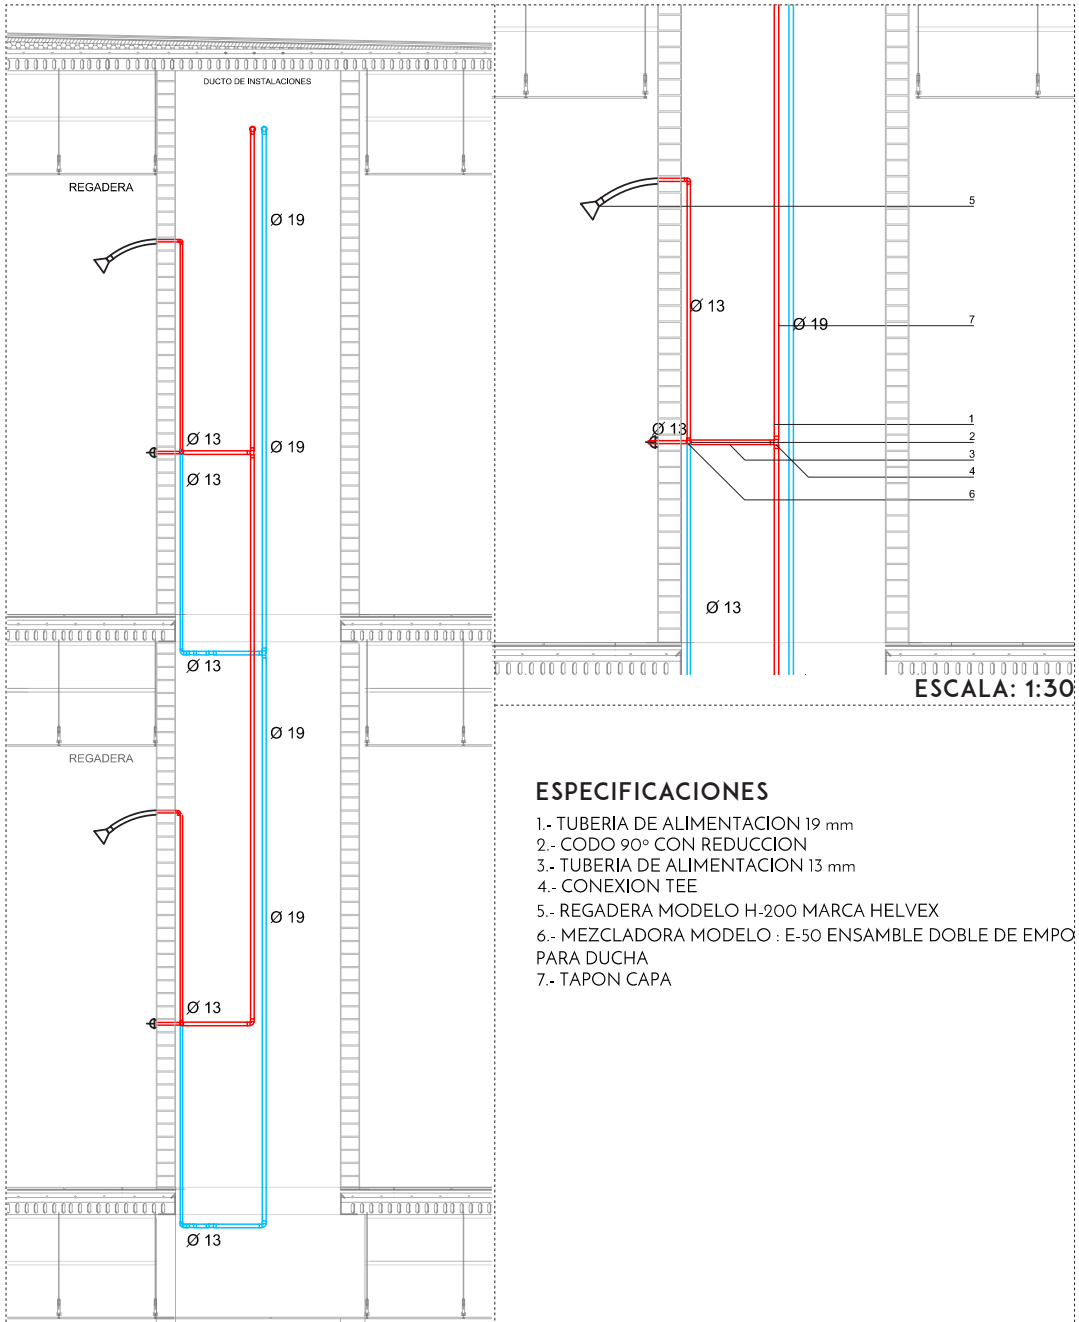 DUCTO DE INSTALACIONES
REGADERA
Ø 19
Ø 13
Ø 19
Ø 13
Ø 13
Ø 19
REGADERA
Ø 19
Ø 13
Ø 13
5
Ø 13
Ø 19
7
1
Ø 13
2
3
4
6
Ø 13
ESCALA: 1:30
ESPECIFICACIONES
1.- TUBERIA DE ALIMENTACION 19 mm
2.- CODO 90º CON REDUCCION
3.- TUBERIA DE ALIMENTACION 13 mm
4.- CONEXION TEE
5.- REGADERA MODELO H-200 MARCA HELVEX
6.- MEZCLADORA MODELO : E-50 ENSAMBLE DOBLE DE EMPO
PARA DUCHA
7.- TAPON CAPA